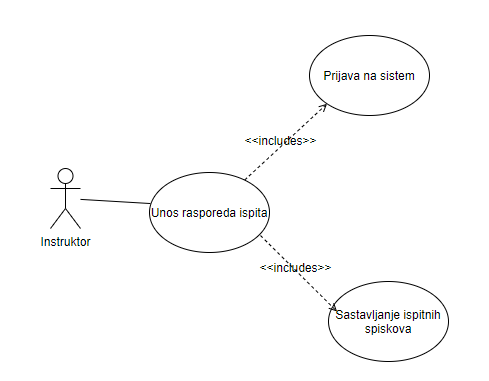 Prijava na sistem
<<includes>>
Unos rasporeda ispita
Instruktor
<<includes>>
Sastavljanje ispitnih
spiskova